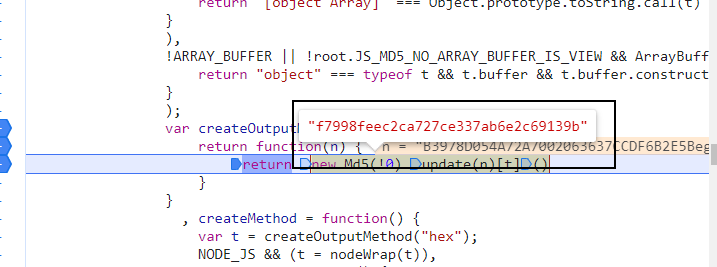 return "[object Array]" === Object.prototype.toString.call(t)
}
),
!ARRAY_BUFFER || !root.JS_MD5_NO_ARRAY_BUFFER_IS_VIEW && ArrayBuff
return "object" === typeof t && t.buffer && t.buffer.construct
}
);
"f7998feec2ca727ce337ab6e2c69139b"
var createOutput
return function(n) { n = "B3978D054A72A7002063637CCDF6B2E5Beg
return new Md5(!0) update(n)[t] ()
}
}
, createMethod = function() {
var t = createOutputMethod("hex");
NODE_JS && (t = nodeWrap(t)),